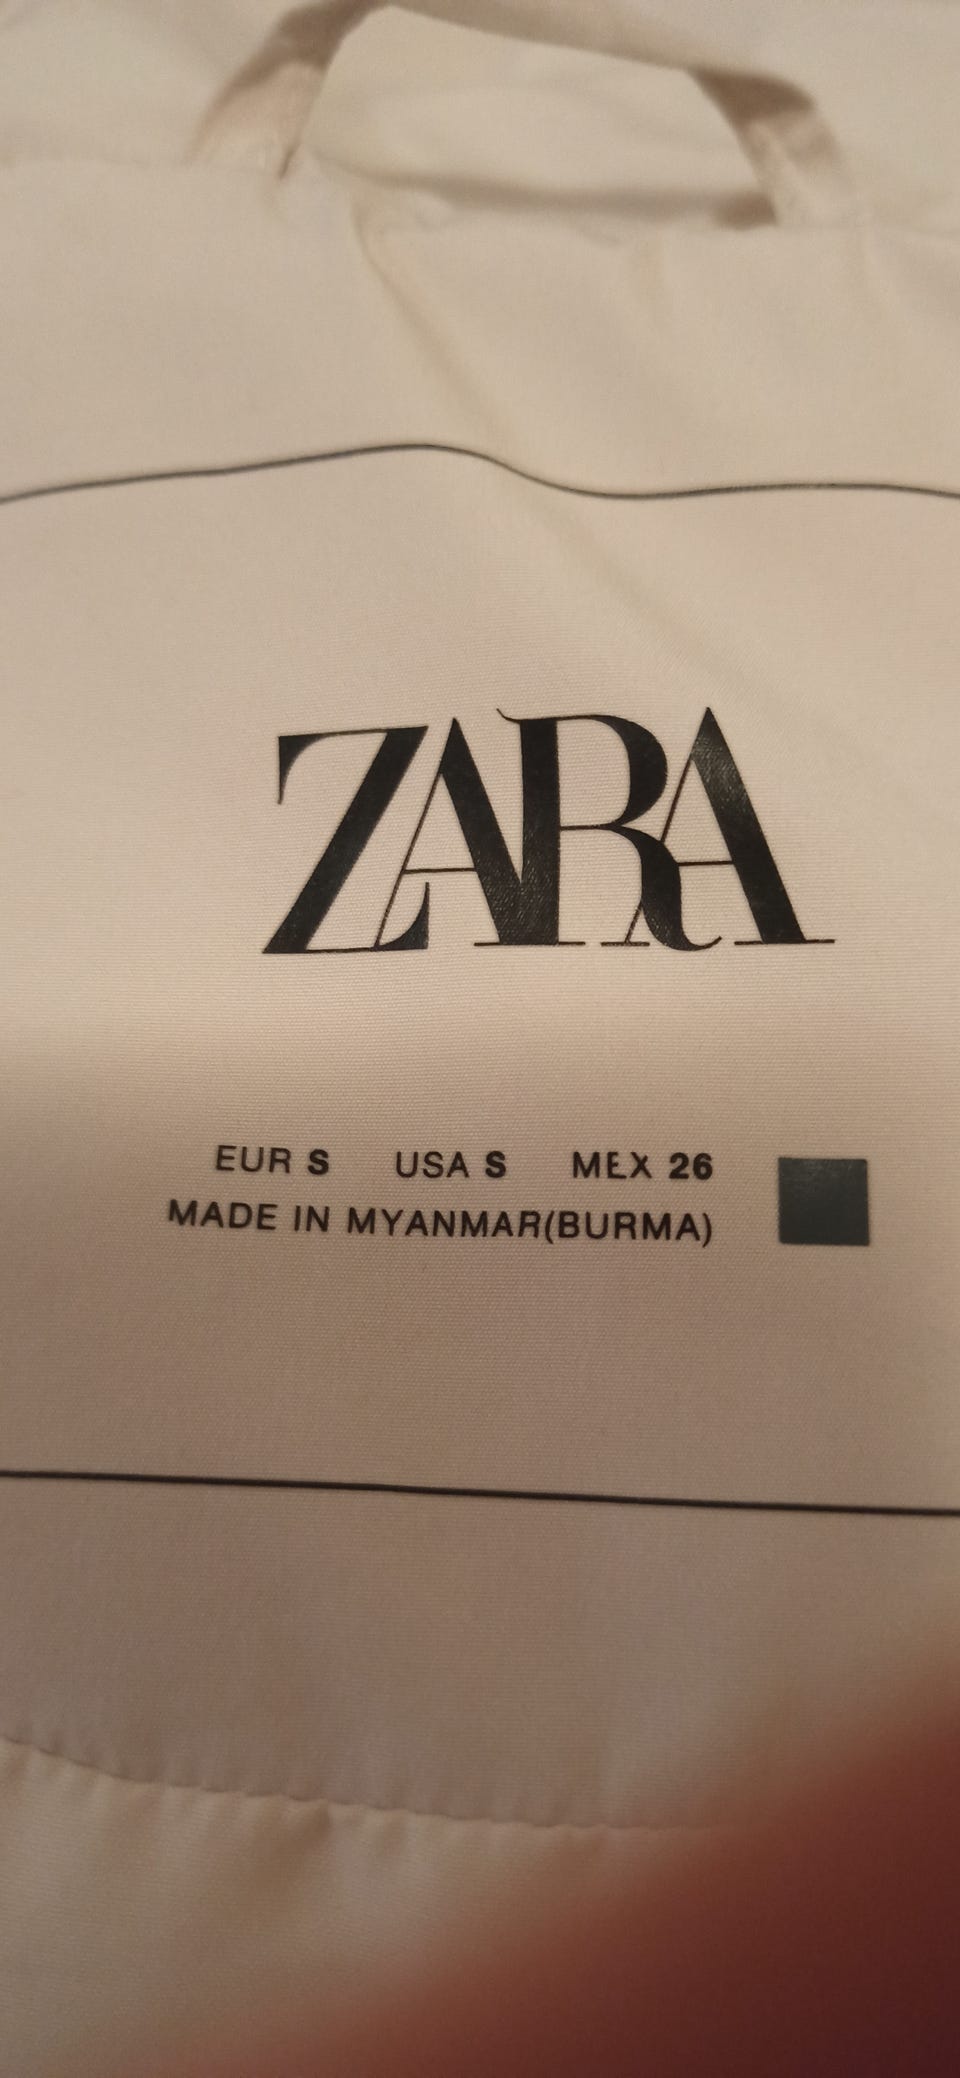 ZARA
EUR S USA S MEX 26
MADE IN MYANMAR(BURMA)